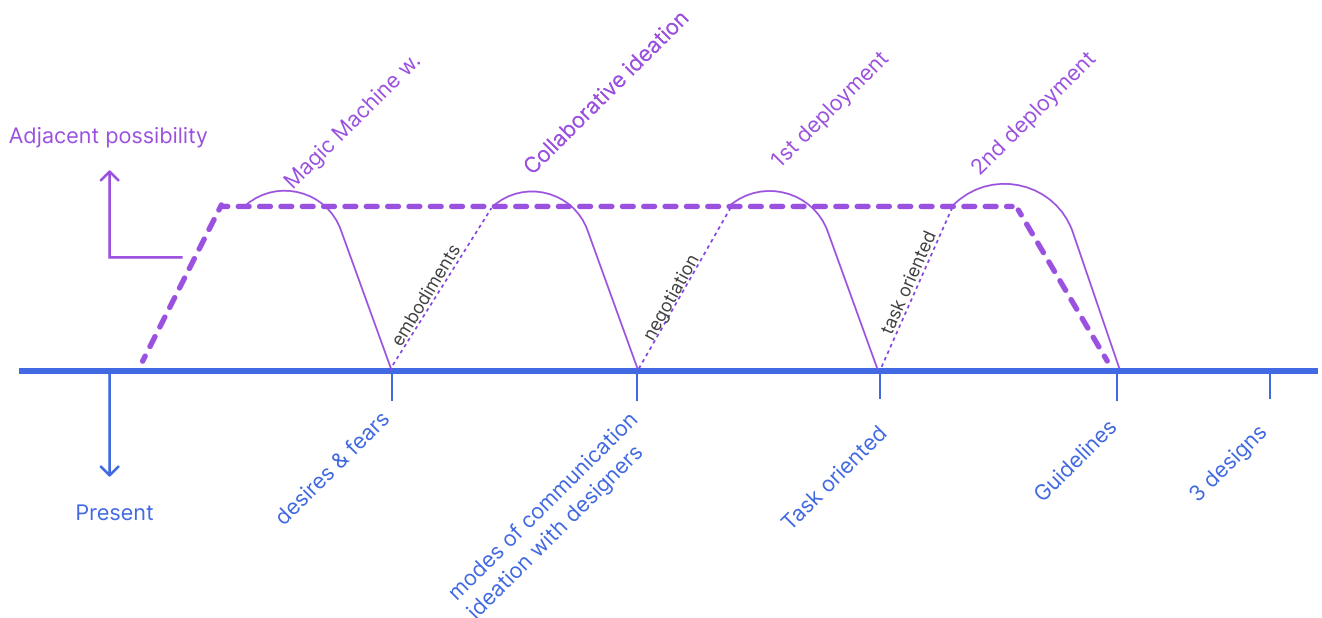 Adjacent possibility
Magic Machine w.
Collaborative ideation
1st deployment
2nd deployment
embodiments
negotiation
task oriented
Present
desires & fears
modes of communication
ideation with designers
Task oriented
Guidelines
3 designs